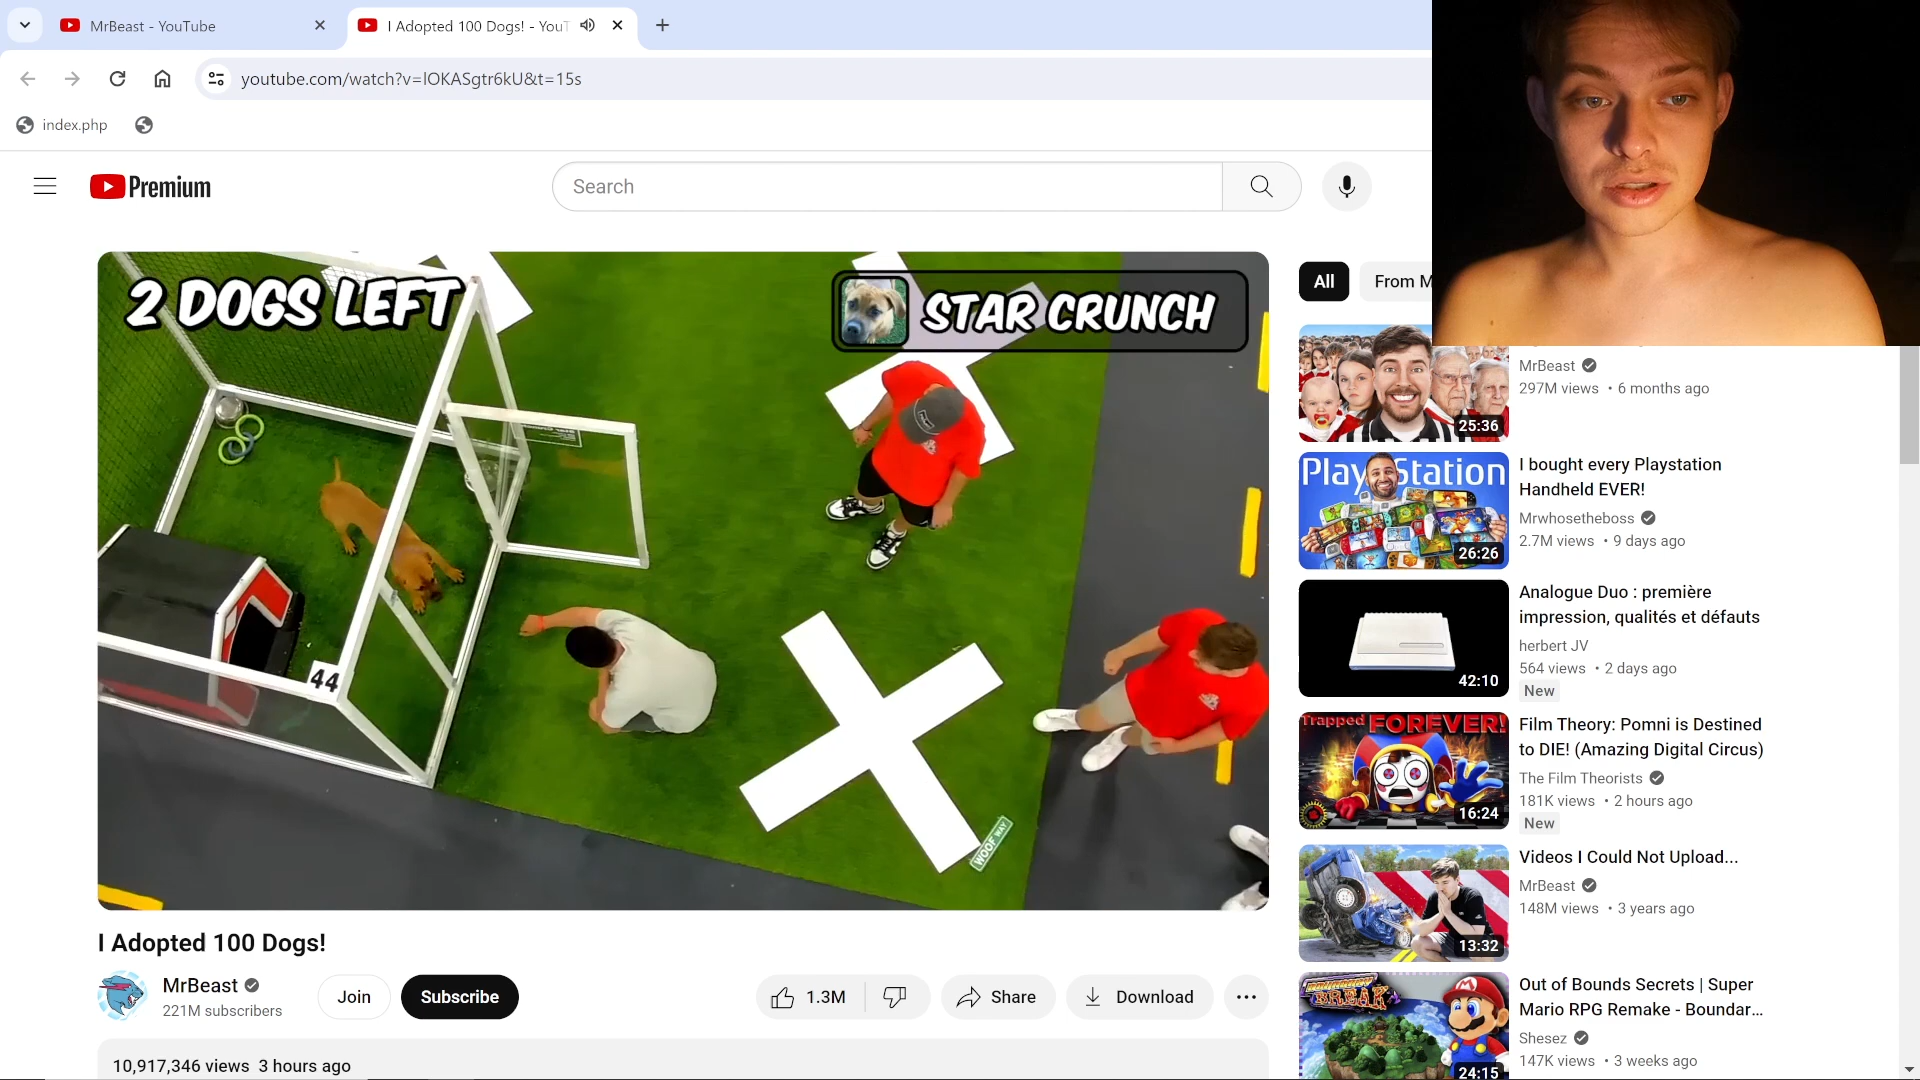 MrBeast - YouTube
I Adopted 100 Dogs! - YouT
youtube.com/watch?v=lOKASgtr6kU&t=15s
index.php
Premium
Search
2 DOGS LEFT
STAR CRUNCH
44
WOOF WAY
I Adopted 100 Dogs!
MrBeast
221M subscribers
Join
Subscribe
1.3M
Share
Download
10,917,346 views 3 hours ago
All
From M
25:36
MrBeast
297M views • 6 months ago
PlayStation
26:26
I bought every Playstation
Handheld EVER!
Mrwhosetheboss
2.7M views • 9 days ago
42:10
Analogue Duo : première
impression, qualités et défauts
herbert JV
564 views • 2 days ago
New
Trapped FOREVER!
16:24
Film Theory: Pomni is Destined
to DIE! (Amazing Digital Circus)
The Film Theorists
181K views • 2 hours ago
New
13:32
Videos I Could Not Upload...
MrBeast
148M views • 3 years ago
BOUNDARY
BREAK
24:15
Out of Bounds Secrets | Super
Mario RPG Remake - Boundar...
Shesez
147K views • 3 weeks ago